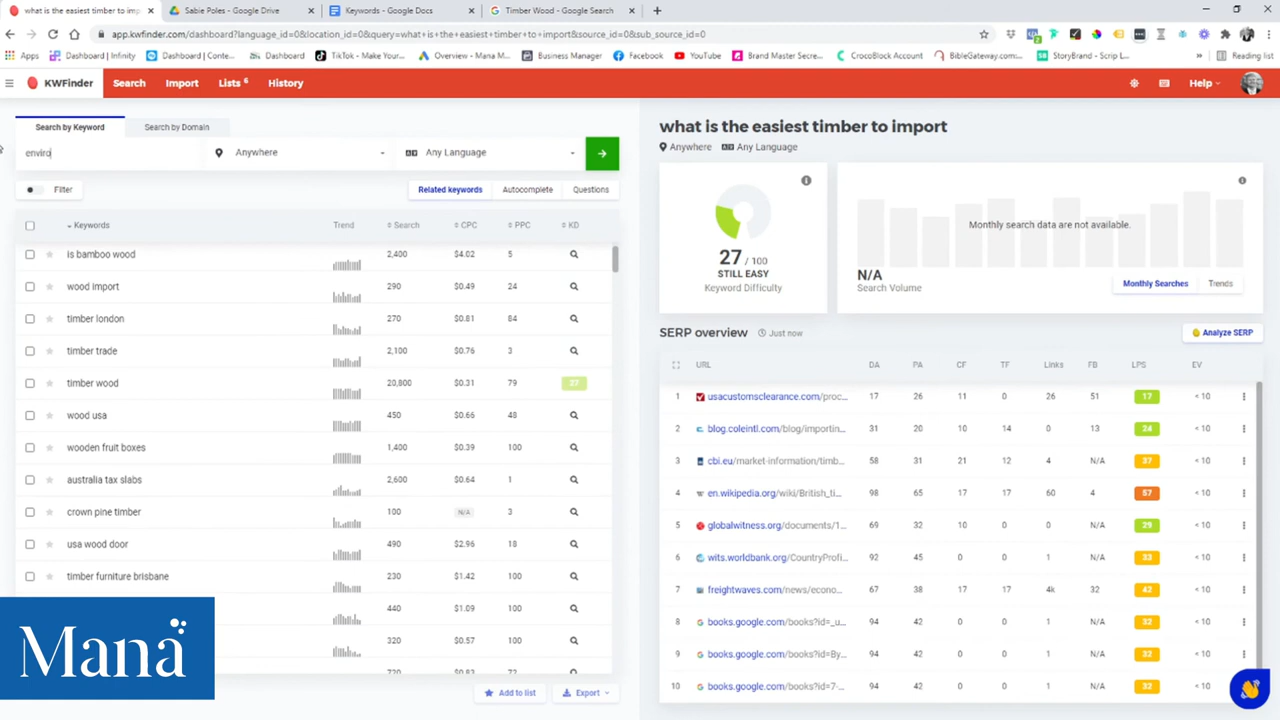 what is the easiest timber to imp
Sabie Poles - Google Drive
Keywords - Google Docs
Timber Wood - Google Search
app.kwfinder.com/dashboard?language_id=0&location_id=0&query=what+is+the+easiest+timber+to+import&source_id=0&sub_source_id=0
Apps
Dashboard | Infinity
Dashboard | Conte...
Dashboard
TikTok - Make Your...
Overview - Mana M...
Business Manager
Facebook
YouTube
Brand Master Secre...
CrocoBlock Account
BibleGateway.com:...
StoryBrand - Scrip L...
»
Reading list
KWFinder
Search
Import
Lists 6
History
Help
Search by Keyword
Search by Domain
enviro
Anywhere
Any Language
Filter
Related keywords
Autocomplete
Questions
Keywords Trend Search CPC PPC KD
is bamboo wood 2,400 $4.02 5
wood import 290 $0.49 24
timber london 270 $0.81 84
timber trade 2,100 $0.76 3
timber wood 20,800 $0.31 79 27
wood usa 450 $0.66 48
wooden fruit boxes 1,400 $0.39 100
australia tax slabs 2,600 $0.64 1
crown pine timber 100 N/A 3
usa wood door 490 $2.96 18
timber furniture brisbane 230 $1.42 100
440 $1.09 100
320 $0.57 100
720 $0.83 72
Add to list
Export
Manä
what is the easiest timber to import
Anywhere
Any Language
27 / 100
STILL EASY
Keyword Difficulty
Monthly search data are not available.
N/A
Search Volume
Monthly Searches
Trends
SERP overview
Just now
Analyze SERP
URL DA PA CF TF Links FB LPS EV
1 usacustomsclearance.com/proc... 17 26 11 0 26 51 17 < 10
2 blog.coleintl.com/blog/importin... 31 20 10 14 0 13 24 < 10
3 cbi.eu/market-information/timb... 58 31 21 12 4 N/A 37 < 10
4 en.wikipedia.org/wiki/British_ti... 98 65 17 17 60 4 57 < 10
5 globalwitness.org/documents/1... 69 32 10 0 0 N/A 29 < 10
6 wits.worldbank.org/CountryProfi... 92 45 0 0 1 N/A 33 < 10
7 freightwaves.com/news/econo... 67 38 17 17 4k 32 42 < 10
8 books.google.com/books?id=_u... 94 42 0 0 1 N/A 32 < 10
9 books.google.com/books?id=By... 94 42 0 0 1 N/A 32 < 10
10 books.google.com/books?id=7-... 94 42 0 0 1 N/A 32 < 10